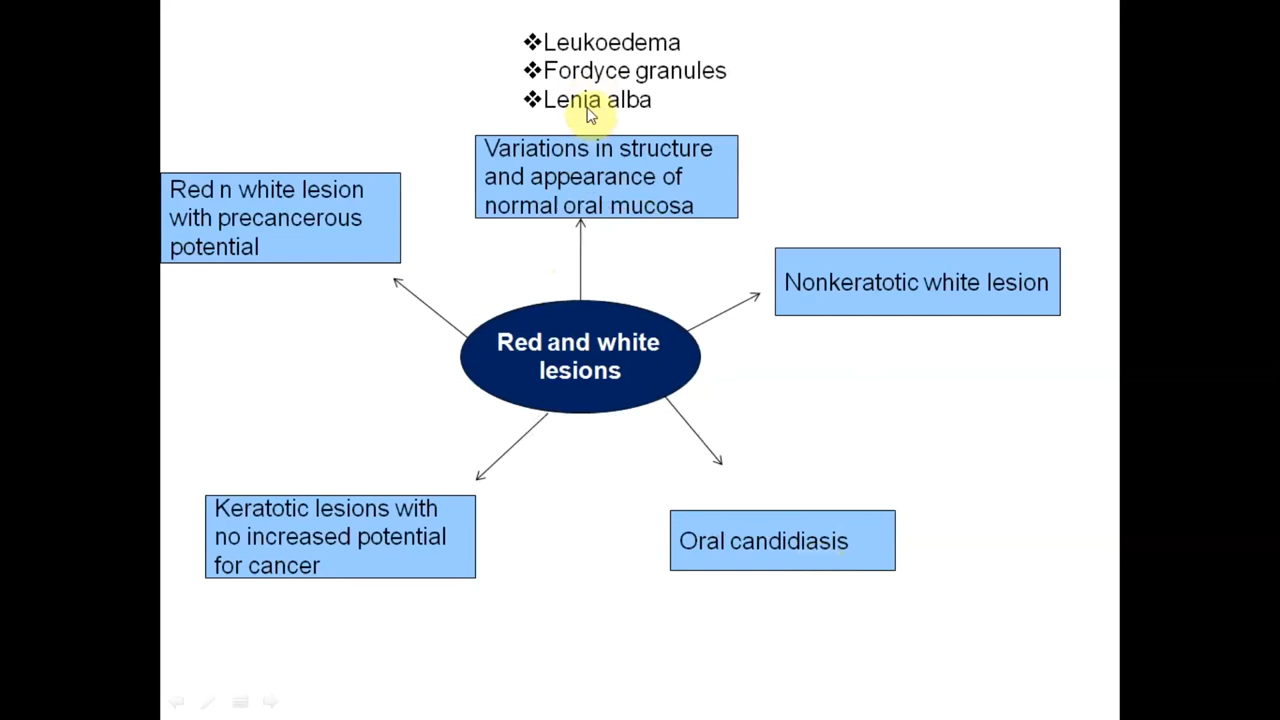 ❖Leukoedema
❖Fordyce granules
❖Lenia alba
Variations in structure
and appearance of
normal oral mucosa
Red n white lesion
with precancerous
potential
Nonkeratotic white lesion
Red and white
lesions
Keratotic lesions with
no increased potential
for cancer
Oral candidiasis